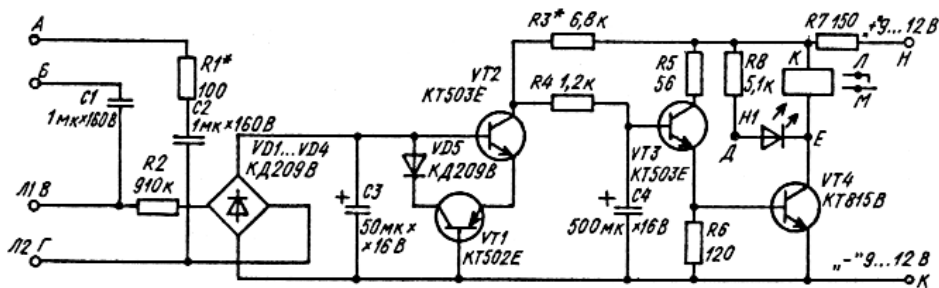 А
R1*
100
Б
C1
1мк×160В
C2
1мк×160В
R2
910к
Л1 В
Л2 Г
VD1...VD4
КД209В
C3
50мк×
×16В
VD5
КД209В
VT1
КТ502Е
VT2
КТ503Е
R3* 6,8к
R4 1,2к
C4
500мк×16В
R5
56
VT3
КТ503Е
R6
120
R8
5,1к
Н1
Д
Е
К
R7 150
„+"9...12 В
Н
Л
М
VT4
КТ815В
„-"9...12 В
К